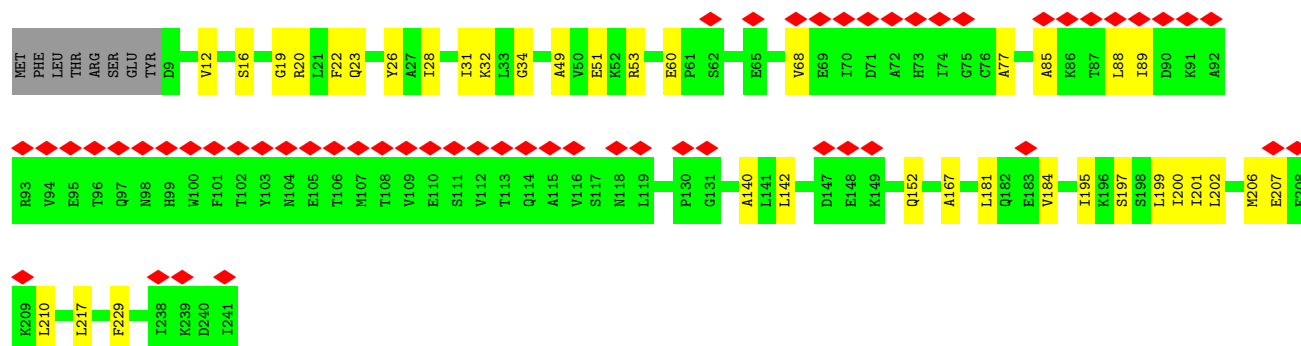 MET PHE LEU THR ARG SER GLU TYR D9 V12 S16 G19 R20 L21 F22 Q23 Y26 A27 I28 I31 K32 L33 G34 A49 V50 E51 K52 R53 E60 P61 S62 E65 V68 E69 I70 D71 A72 H73 I74 G75 C76 A77 A85 K86 T87 L88 I89 D90 K91 A92
R93 V94 E95 T96 Q97 N98 H99 W100 F101 T102 Y103 N104 E105 T106 M107 T108 V109 E110 S111 V112 T113 Q114 A115 V116 S117 N118 L119 P130 G131 A140 L141 L142 D147 E148 K149 Q152 A167 L181 Q182 E183 V184 I195 K196 S197 S198 L199 I200 I201 L202 M206 E207
K209 L210 L217 F229 I238 K239 D240 I241